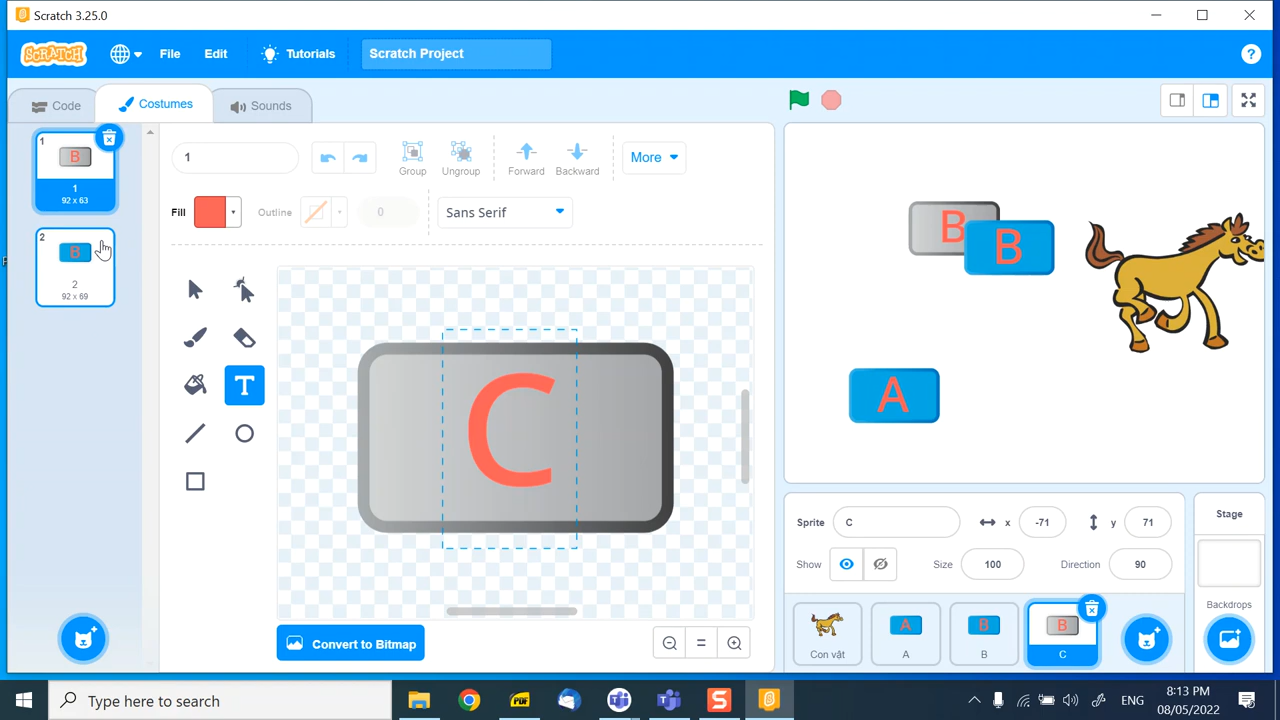 Scratch 3.25.0
SCRATCH
File
Edit
Tutorials
Scratch Project
?
Code
Costumes
Sounds
1
B
1
92 x 63
2
B
2
92 x 69
1
Group
Ungroup
Forward
Backward
More
Fill
Outline
0
Sans Serif
T
C
Convert to Bitmap
B
B
A
Sprite
C
x
-71
y
71
Show
Size
100
Direction
90
Con vật
A
A
B
B
B
C
Stage
Backdrops
Type here to search
PDF
S
ENG
8:13 PM
08/05/2022